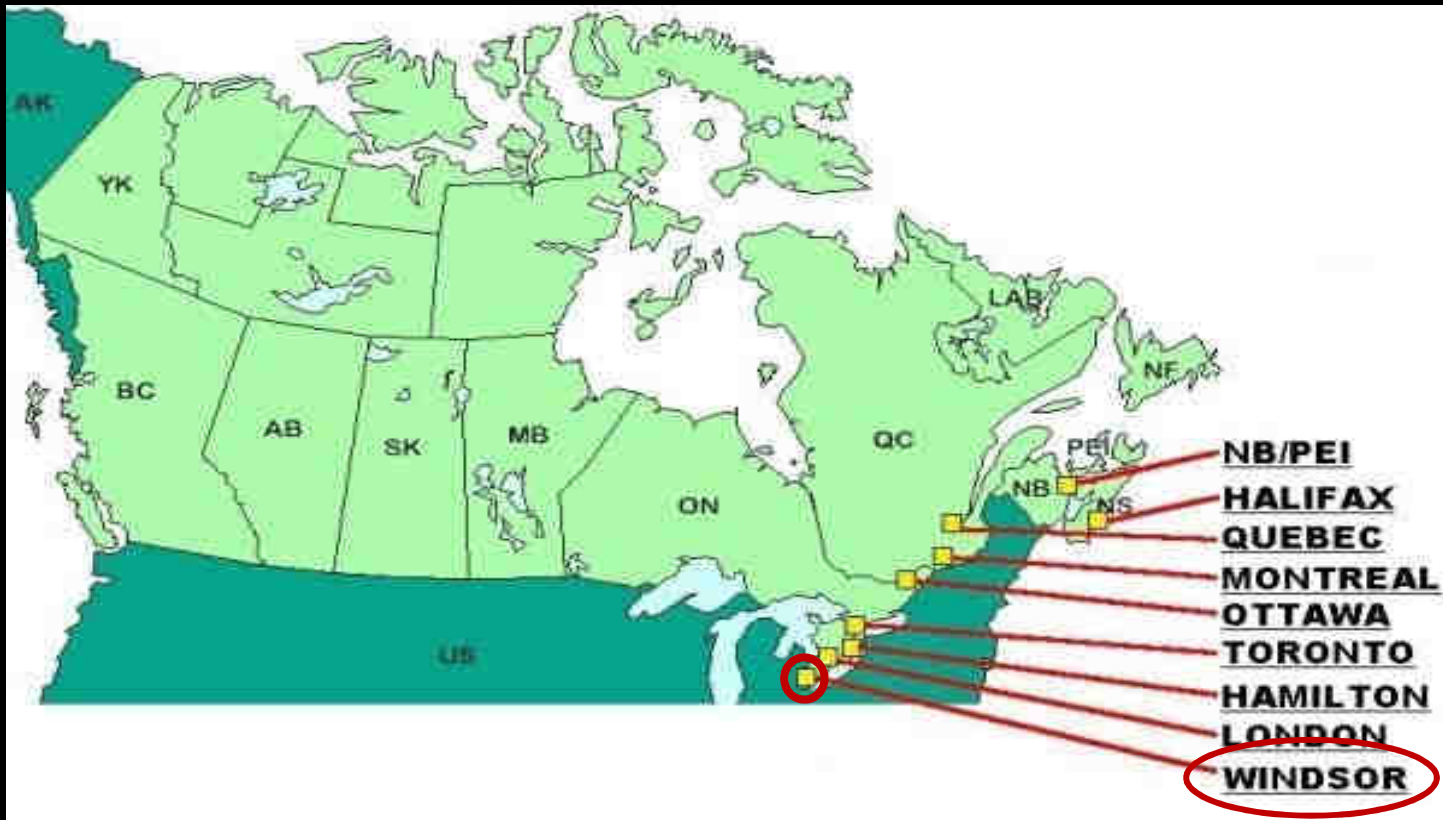 AK
YK
LAB
NF
BC
AB
SK
MB
QC
ON
PEI
NB
NS
US
NB/PEI
HALIFAX
QUEBEC
MONTREAL
OTTAWA
TORONTO
HAMILTON
LONDON
WINDSOR